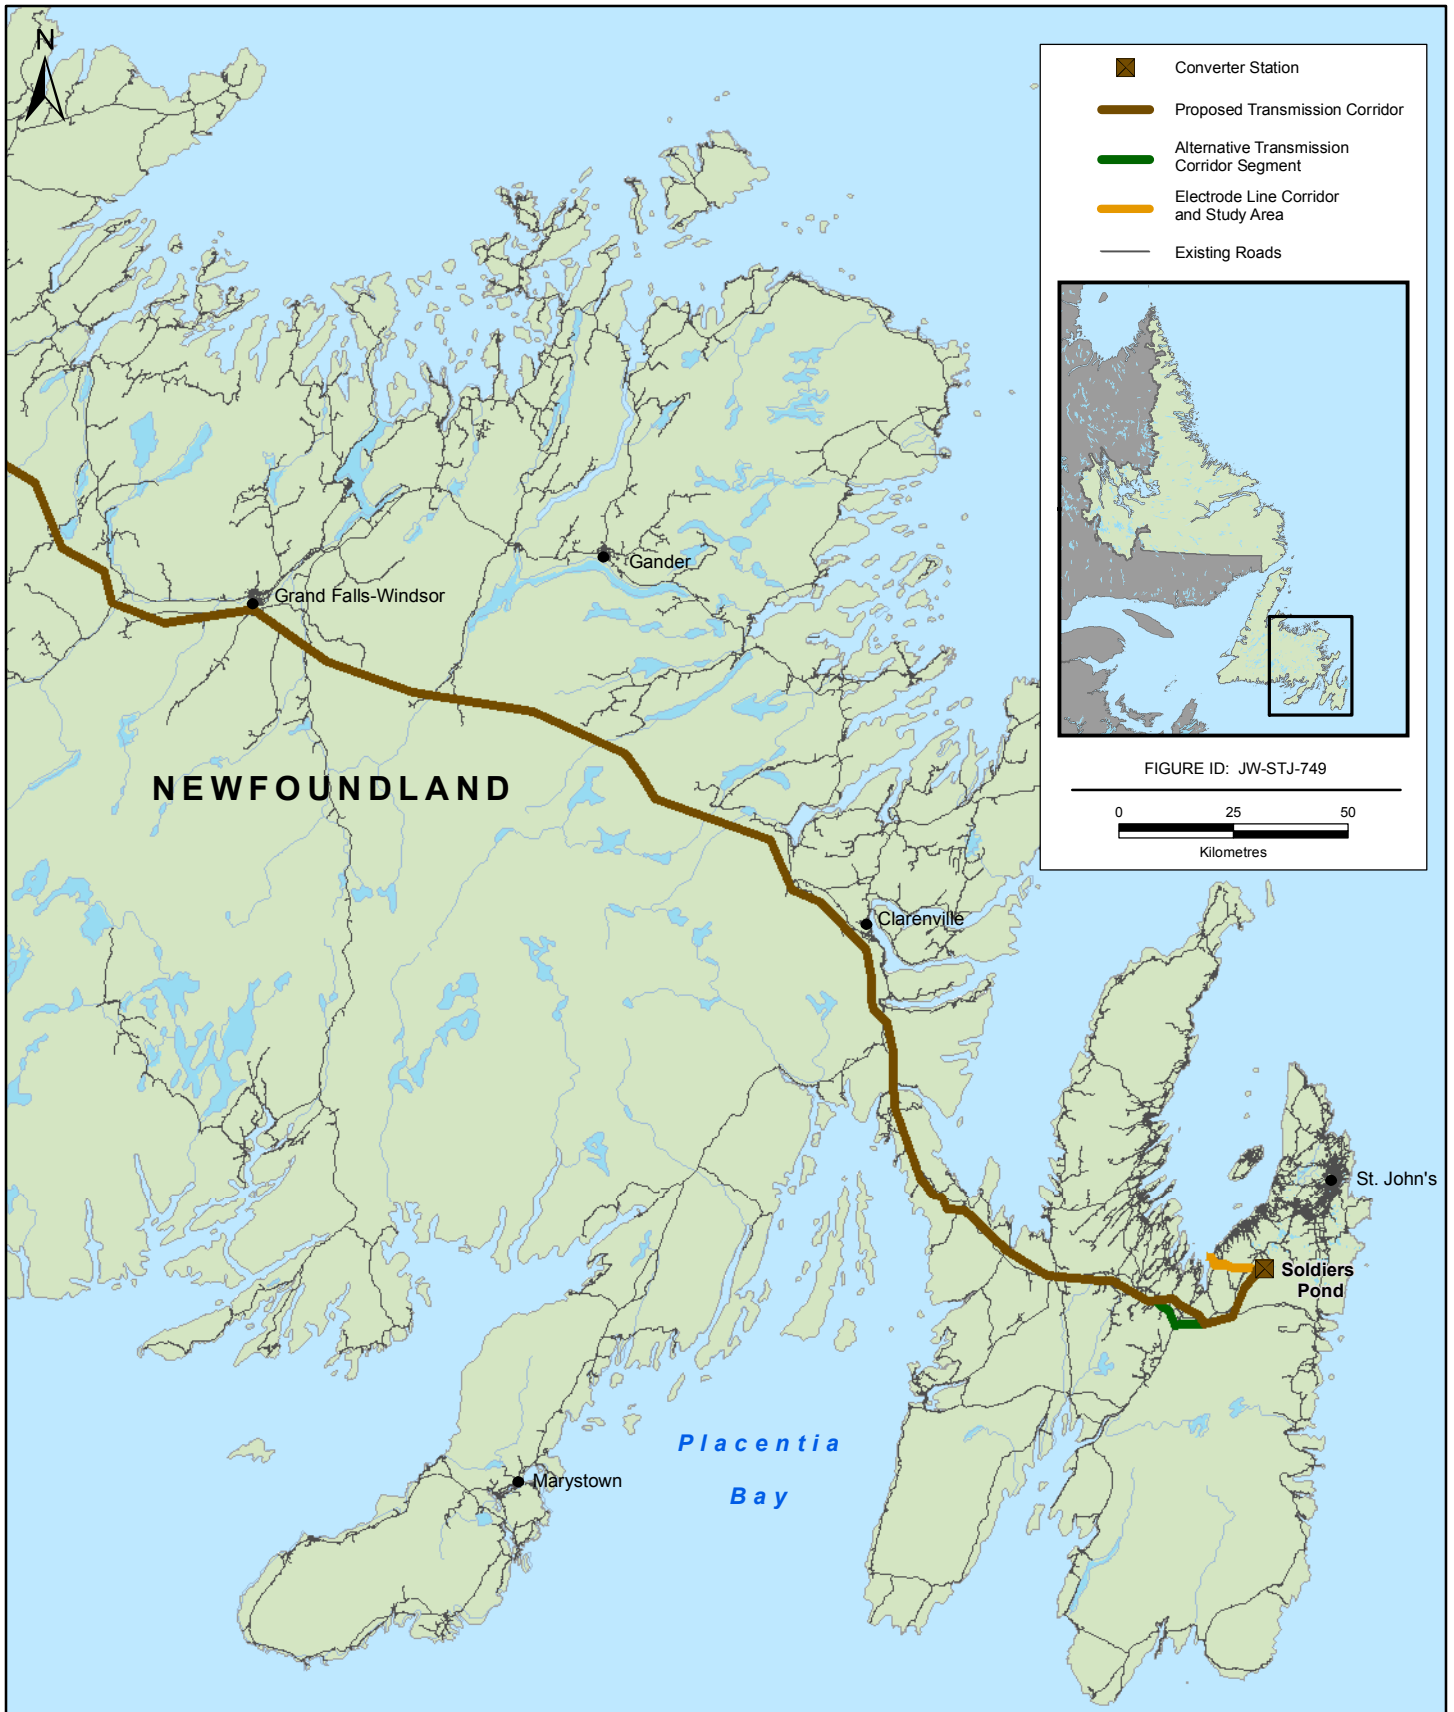 N
Converter Station
Proposed Transmission Corridor
Alternative Transmission
Corridor Segment
Electrode Line Corridor
and Study Area
Existing Roads
FIGURE ID: JW-STJ-749
0 25 50
Kilometres
Gander
Grand Falls-Windsor
NEWFOUNDLAND
Clarenville
St. John's
Soldiers
Pond
Placentia
Bay
Marystown